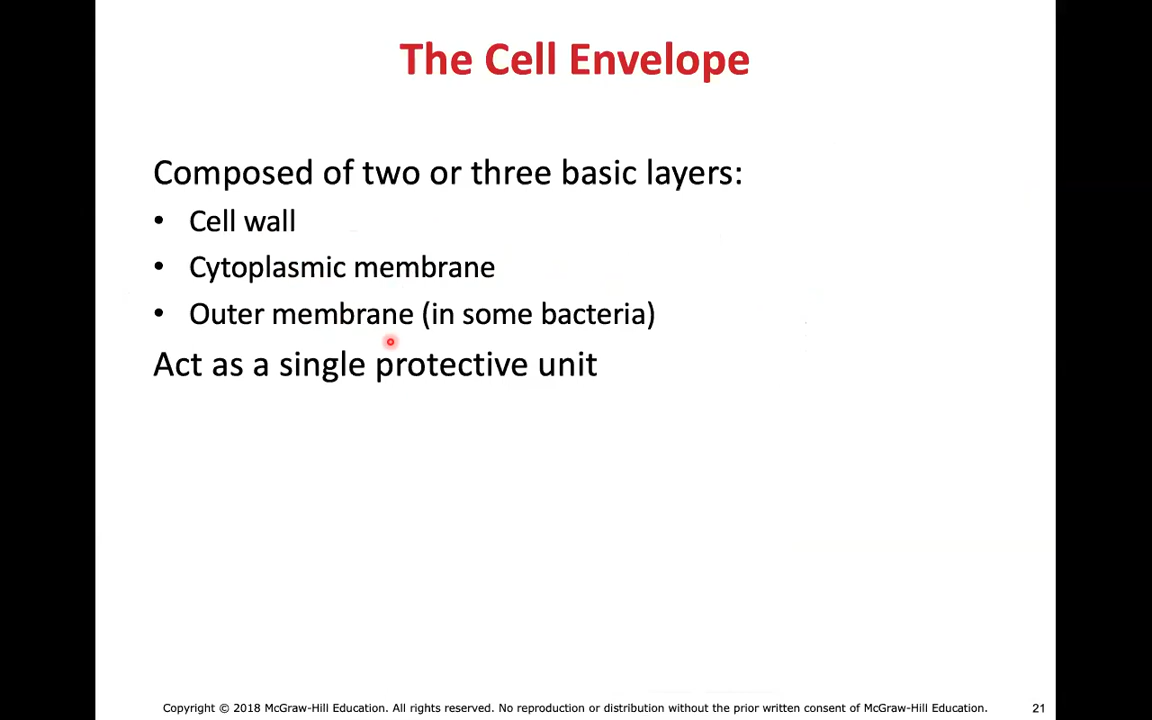 The Cell Envelope
Composed of two or three basic layers:
• Cell wall
• Cytoplasmic membrane
• Outer membrane (in some bacteria)
Act as a single protective unit
Copyright © 2018 McGraw-Hill Education. All rights reserved. No reproduction or distribution without the prior written consent of McGraw-Hill Education.
21